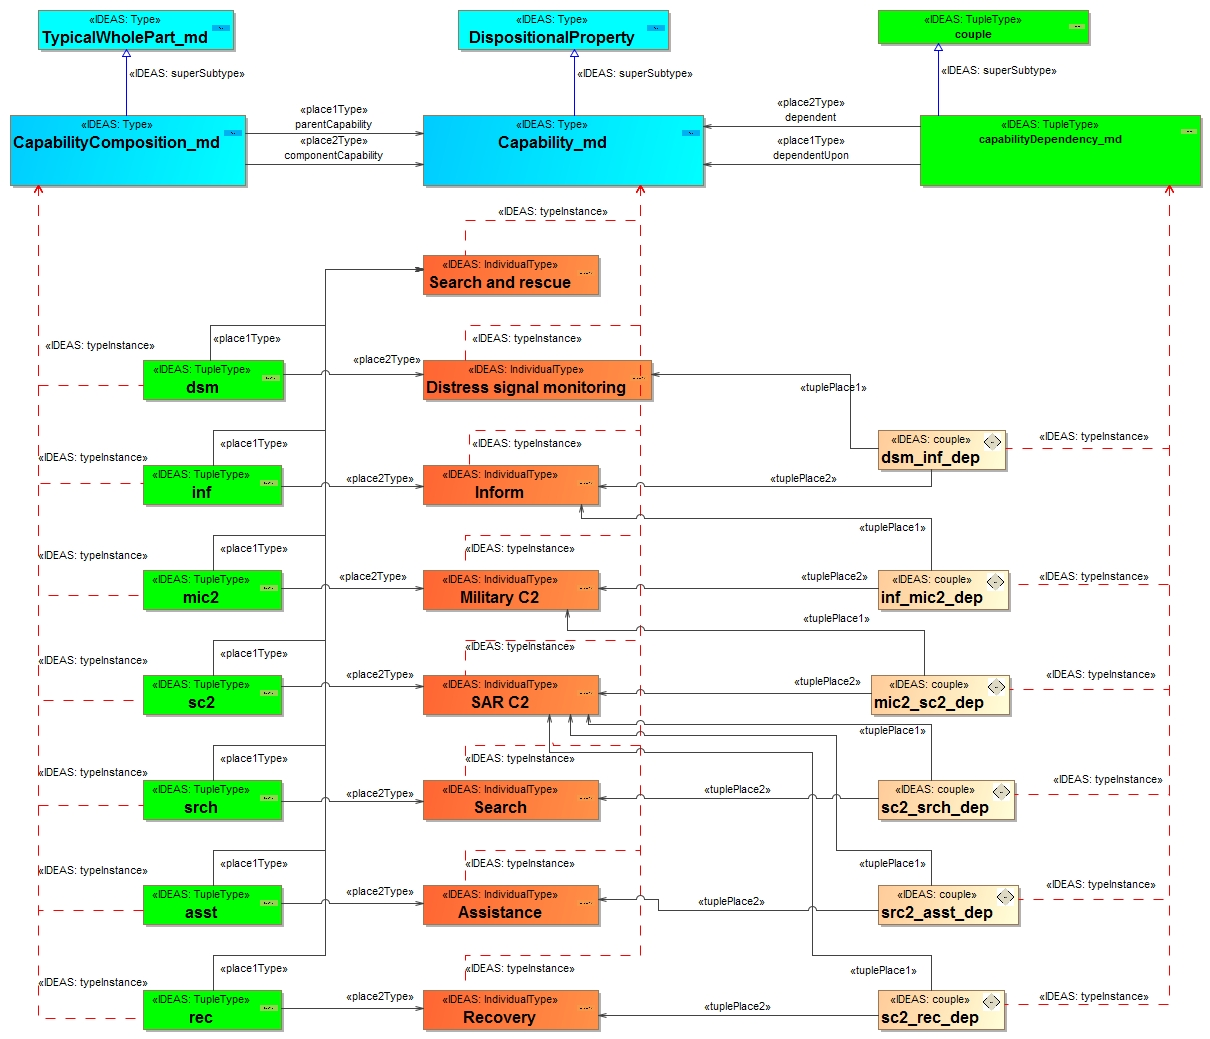 «IDEAS: Type»
TypicalWholePart_md
«IDEAS: Type»
DispositionalProperty
«IDEAS: TupleType»
couple
«IDEAS: superSubtype»
«IDEAS: superSubtype»
«IDEAS: superSubtype»
«IDEAS: Type»
CapabilityComposition_md
«place1Type»
parentCapability
«place2Type»
componentCapability
«IDEAS: Type»
Capability_md
«place2Type»
dependent
«place1Type»
dependentUpon
«IDEAS: TupleType»
capabilityDependency_md
«IDEAS: typeInstance»
«IDEAS: IndividualType»
Search and rescue
«IDEAS: typeInstance»
«place1Type»
«IDEAS: typeInstance»
«IDEAS: TupleType»
dsm
«place2Type»
«IDEAS: IndividualType»
Distress signal monitoring
«tuplePlace1»
«IDEAS: typeInstance»
«place1Type»
«IDEAS: typeInstance»
«IDEAS: couple»
dsm_inf_dep
«IDEAS: typeInstance»
«IDEAS: TupleType»
inf
«place2Type»
«IDEAS: IndividualType»
Inform
«tuplePlace2»
«tuplePlace1»
«IDEAS: typeInstance»
«place1Type»
«IDEAS: typeInstance»
«IDEAS: TupleType»
mic2
«place2Type»
«IDEAS: IndividualType»
Military C2
«tuplePlace2»
«IDEAS: couple»
inf_mic2_dep
«IDEAS: typeInstance»
«tuplePlace1»
«IDEAS: typeInstance»
«place1Type»
«IDEAS: typeInstance»
«IDEAS: TupleType»
sc2
«place2Type»
«IDEAS: IndividualType»
SAR C2
«tuplePlace2»
«IDEAS: couple»
mic2_sc2_dep
«IDEAS: typeInstance»
«tuplePlace1»
«IDEAS: typeInstance»
«place1Type»
«IDEAS: typeInstance»
«IDEAS: TupleType»
srch
«place2Type»
«IDEAS: IndividualType»
Search
«tuplePlace2»
«IDEAS: couple»
sc2_srch_dep
«IDEAS: typeInstance»
«tuplePlace1»
«IDEAS: typeInstance»
«place1Type»
«IDEAS: typeInstance»
«IDEAS: TupleType»
asst
«place2Type»
«IDEAS: IndividualType»
Assistance
«tuplePlace2»
«IDEAS: couple»
src2_asst_dep
«IDEAS: typeInstance»
«tuplePlace1»
«IDEAS: typeInstance»
«place1Type»
«IDEAS: typeInstance»
«IDEAS: TupleType»
rec
«place2Type»
«IDEAS: IndividualType»
Recovery
«tuplePlace2»
«IDEAS: couple»
sc2_rec_dep
«IDEAS: typeInstance»